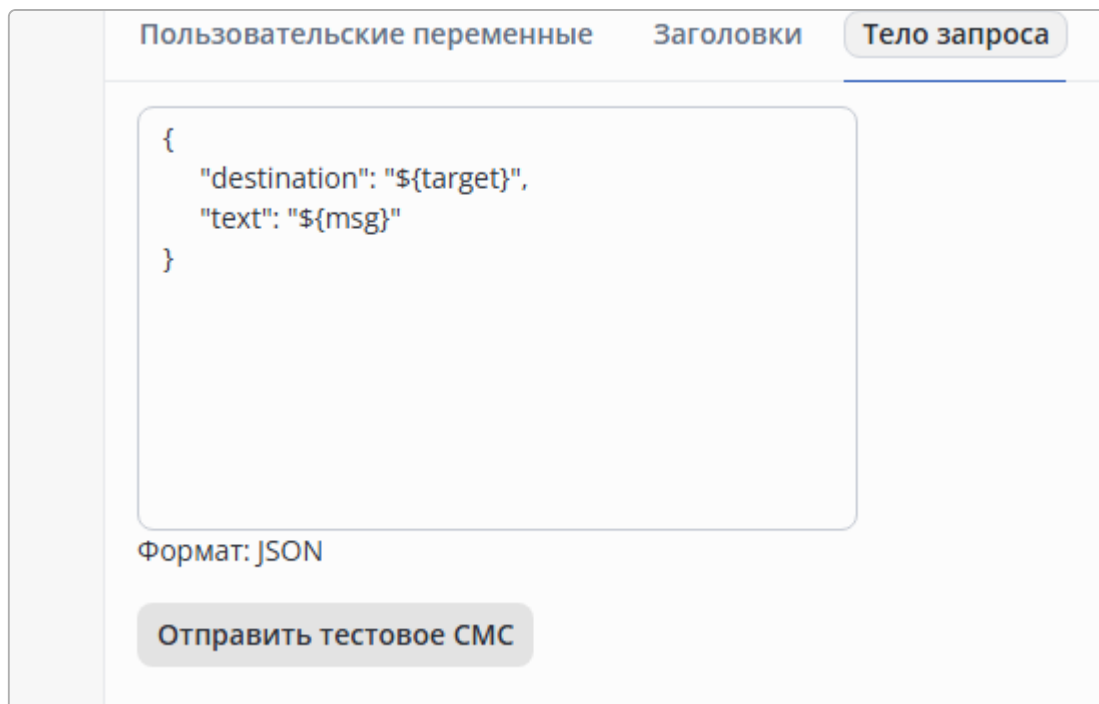 Пользовательские переменные Заголовки Тело запроса
{
"destination": "${target}",
"text": "${msg}"
}
Формат: JSON
Отправить тестовое СМС